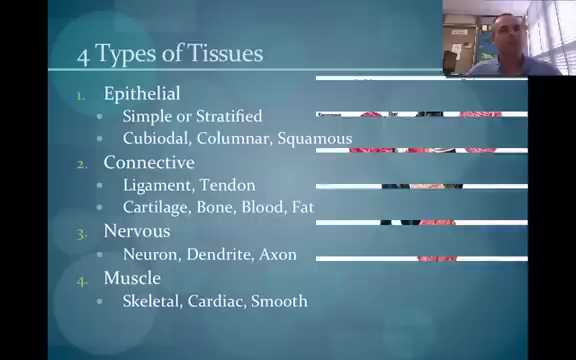 4 Types of Tissues
1. Epithelial
• Simple or Stratified
• Cubiodal, Columnar, Squamous
2. Connective
• Ligament, Tendon
• Cartilage, Bone, Blood, Fat
3. Nervous
• Neuron, Dendrite, Axon
4. Muscle
• Skeletal, Cardiac, Smooth